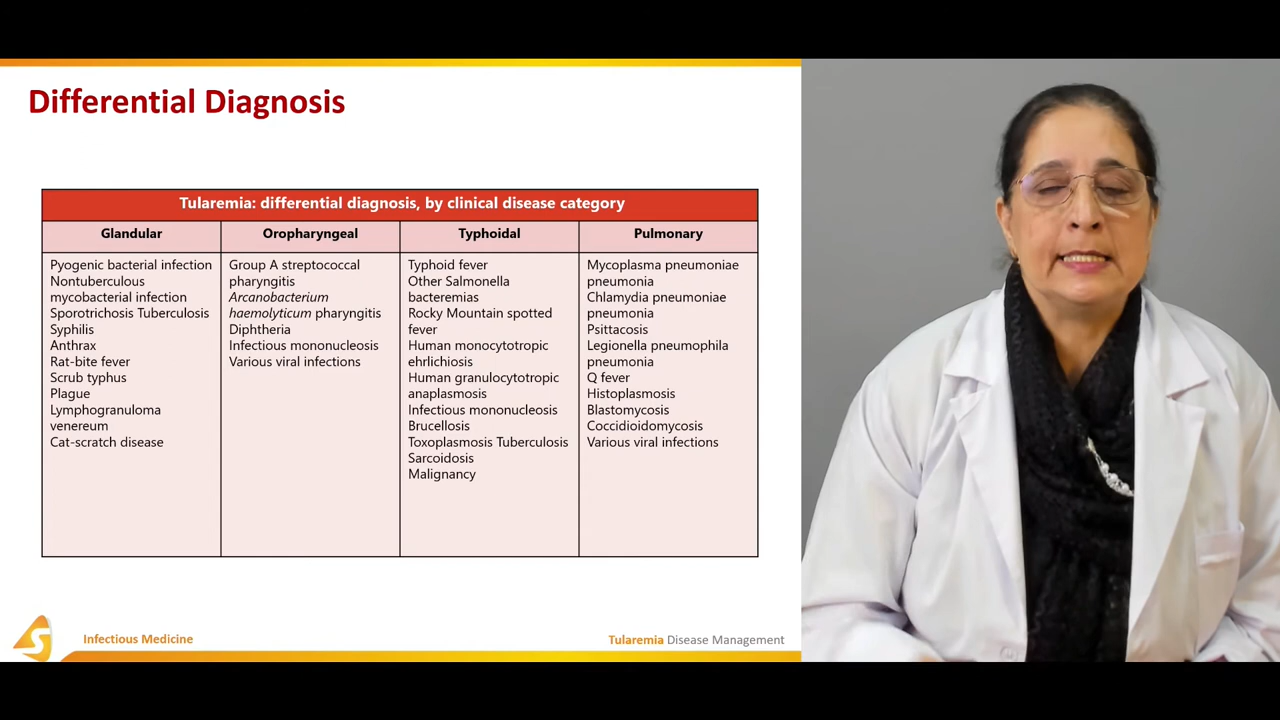 Differential Diagnosis
Tularemia: differential diagnosis, by clinical disease category
Glandular
Pyogenic bacterial infection
Nontuberculous
mycobacterial infection
Sporotrichosis Tuberculosis
Syphilis
Anthrax
Rat-bite fever
Scrub typhus
Plague
Lymphogranuloma
venereum
Cat-scratch disease
Oropharyngeal
Group A streptococcal
pharyngitis
Arcanobacterium
haemolyticum pharyngitis
Diphtheria
Infectious mononucleosis
Various viral infections
Typhoidal
Typhoid fever
Other Salmonella
bacteremias
Rocky Mountain spotted
fever
Human monocytotropic
ehrlichiosis
Human granulocytotropic
anaplasmosis
Infectious mononucleosis
Brucellosis
Toxoplasmosis Tuberculosis
Sarcoidosis
Malignancy
Pulmonary
Mycoplasma pneumoniae
pneumonia
Chlamydia pneumoniae
pneumonia
Psittacosis
Legionella pneumophila
pneumonia
Q fever
Histoplasmosis
Blastomycosis
Coccidioidomycosis
Various viral infections
S
Infectious Medicine
Tularemia Disease Management